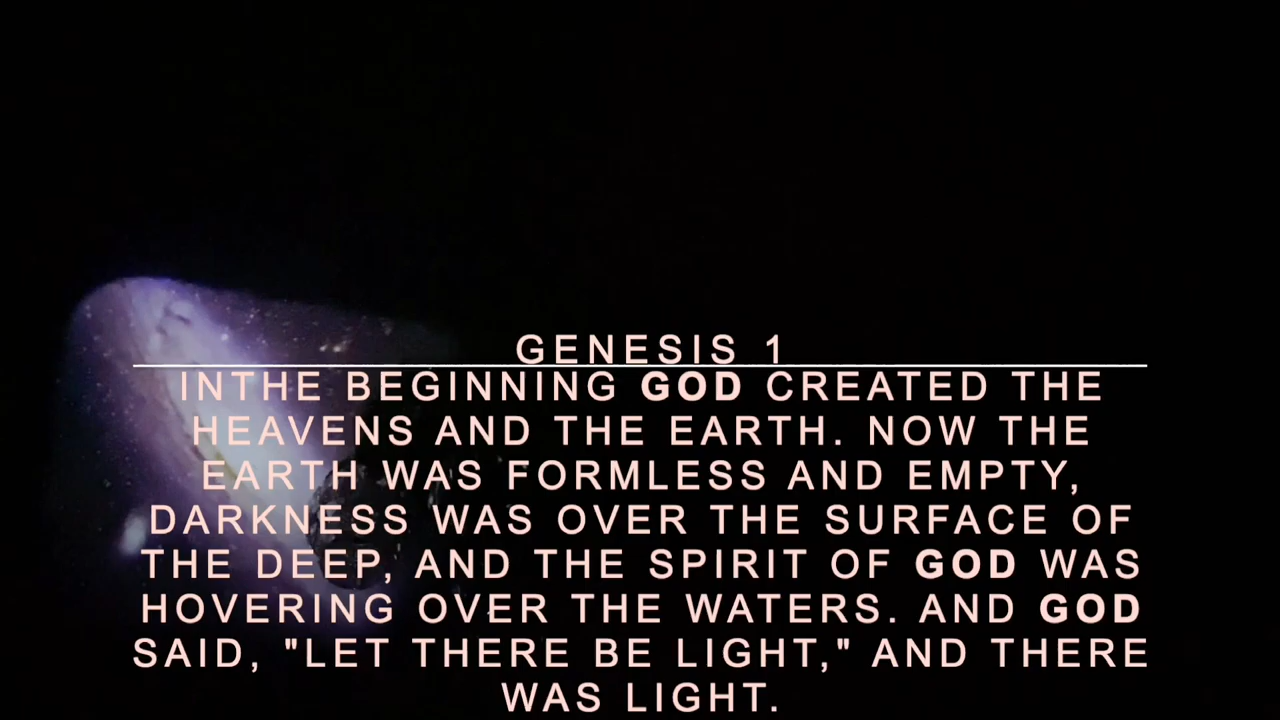 GENESIS 1
INTHE BEGINNING GOD CREATED THE
HEAVENS AND THE EARTH. NOW THE
EARTH WAS FORMLESS AND EMPTY,
DARKNESS WAS OVER THE SURFACE OF
THE DEEP, AND THE SPIRIT OF GOD WAS
HOVERING OVER THE WATERS. AND GOD
SAID, "LET THERE BE LIGHT," AND THERE
WAS LIGHT.